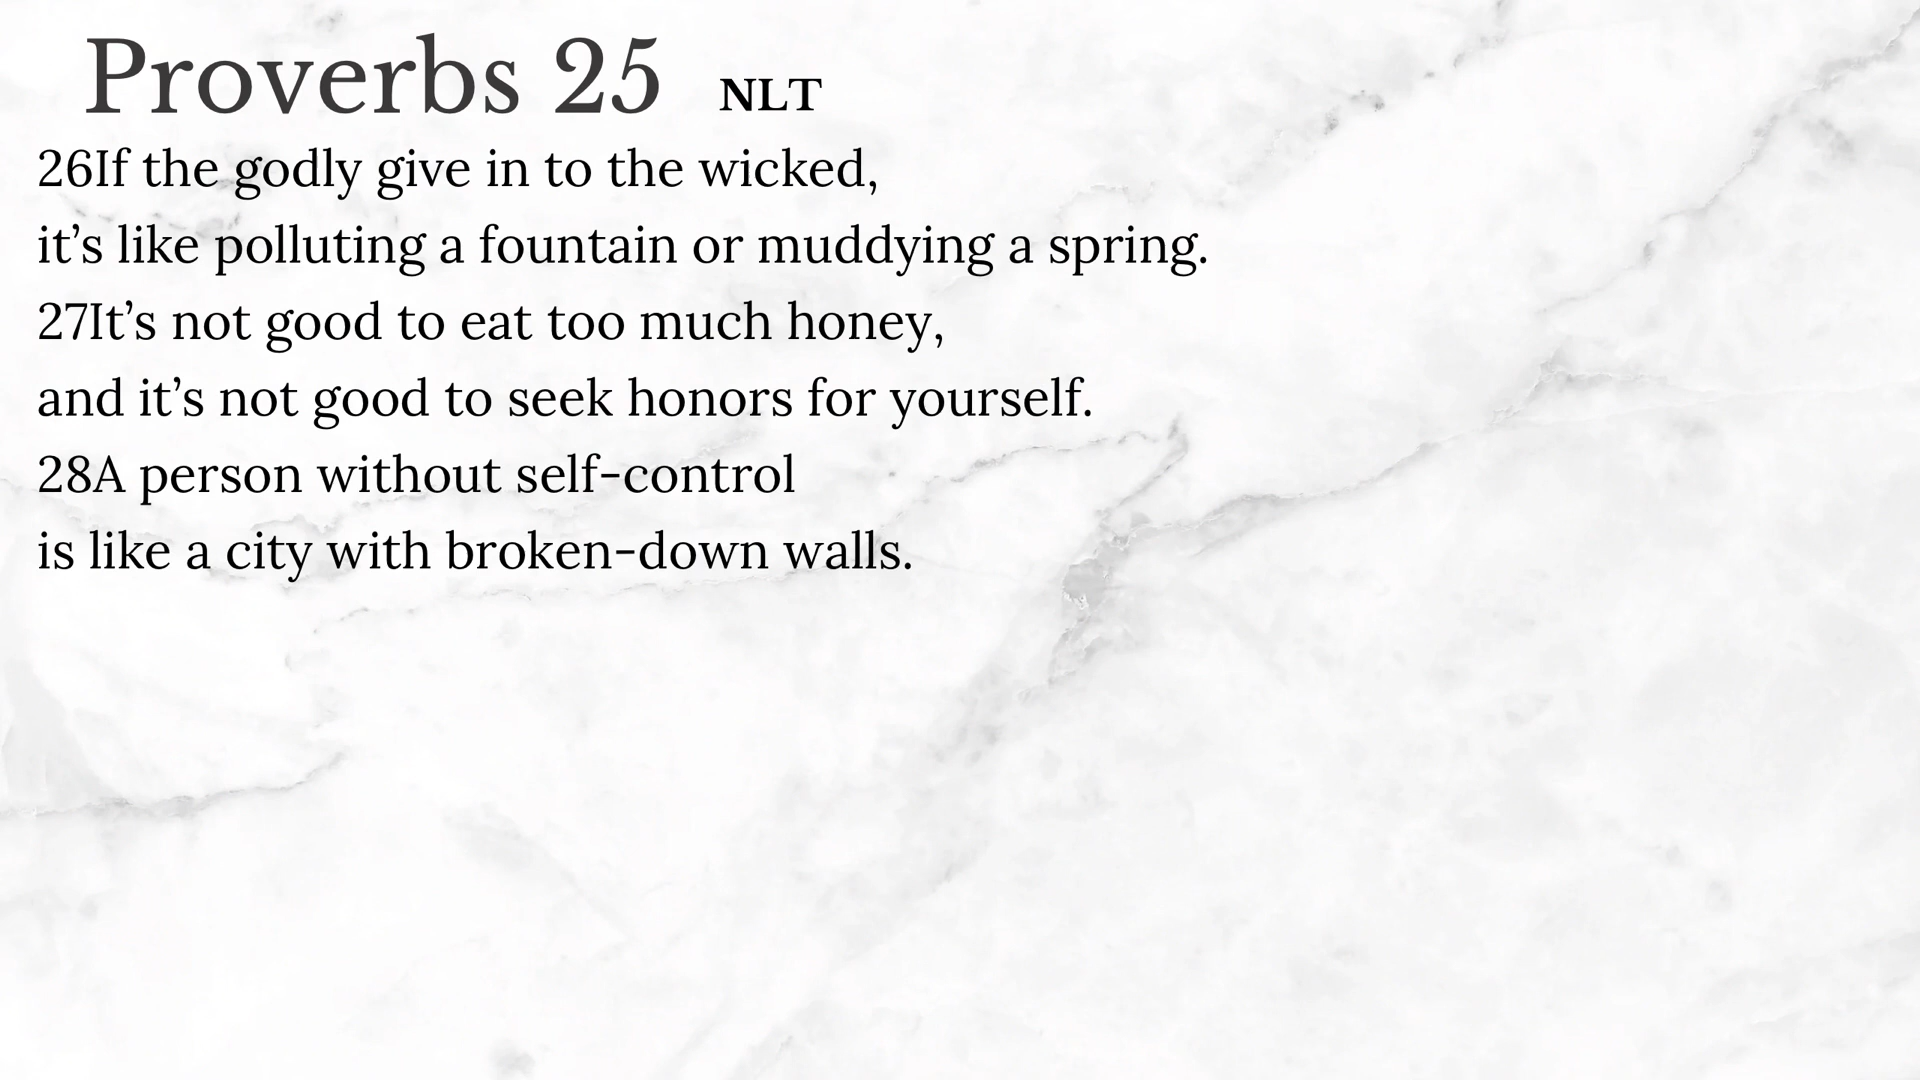 Proverbs 25 NLT
26If the godly give in to the wicked,
it’s like polluting a fountain or muddying a spring.
27It’s not good to eat too much honey,
and it’s not good to seek honors for yourself.
28A person without self-control
is like a city with broken-down walls.